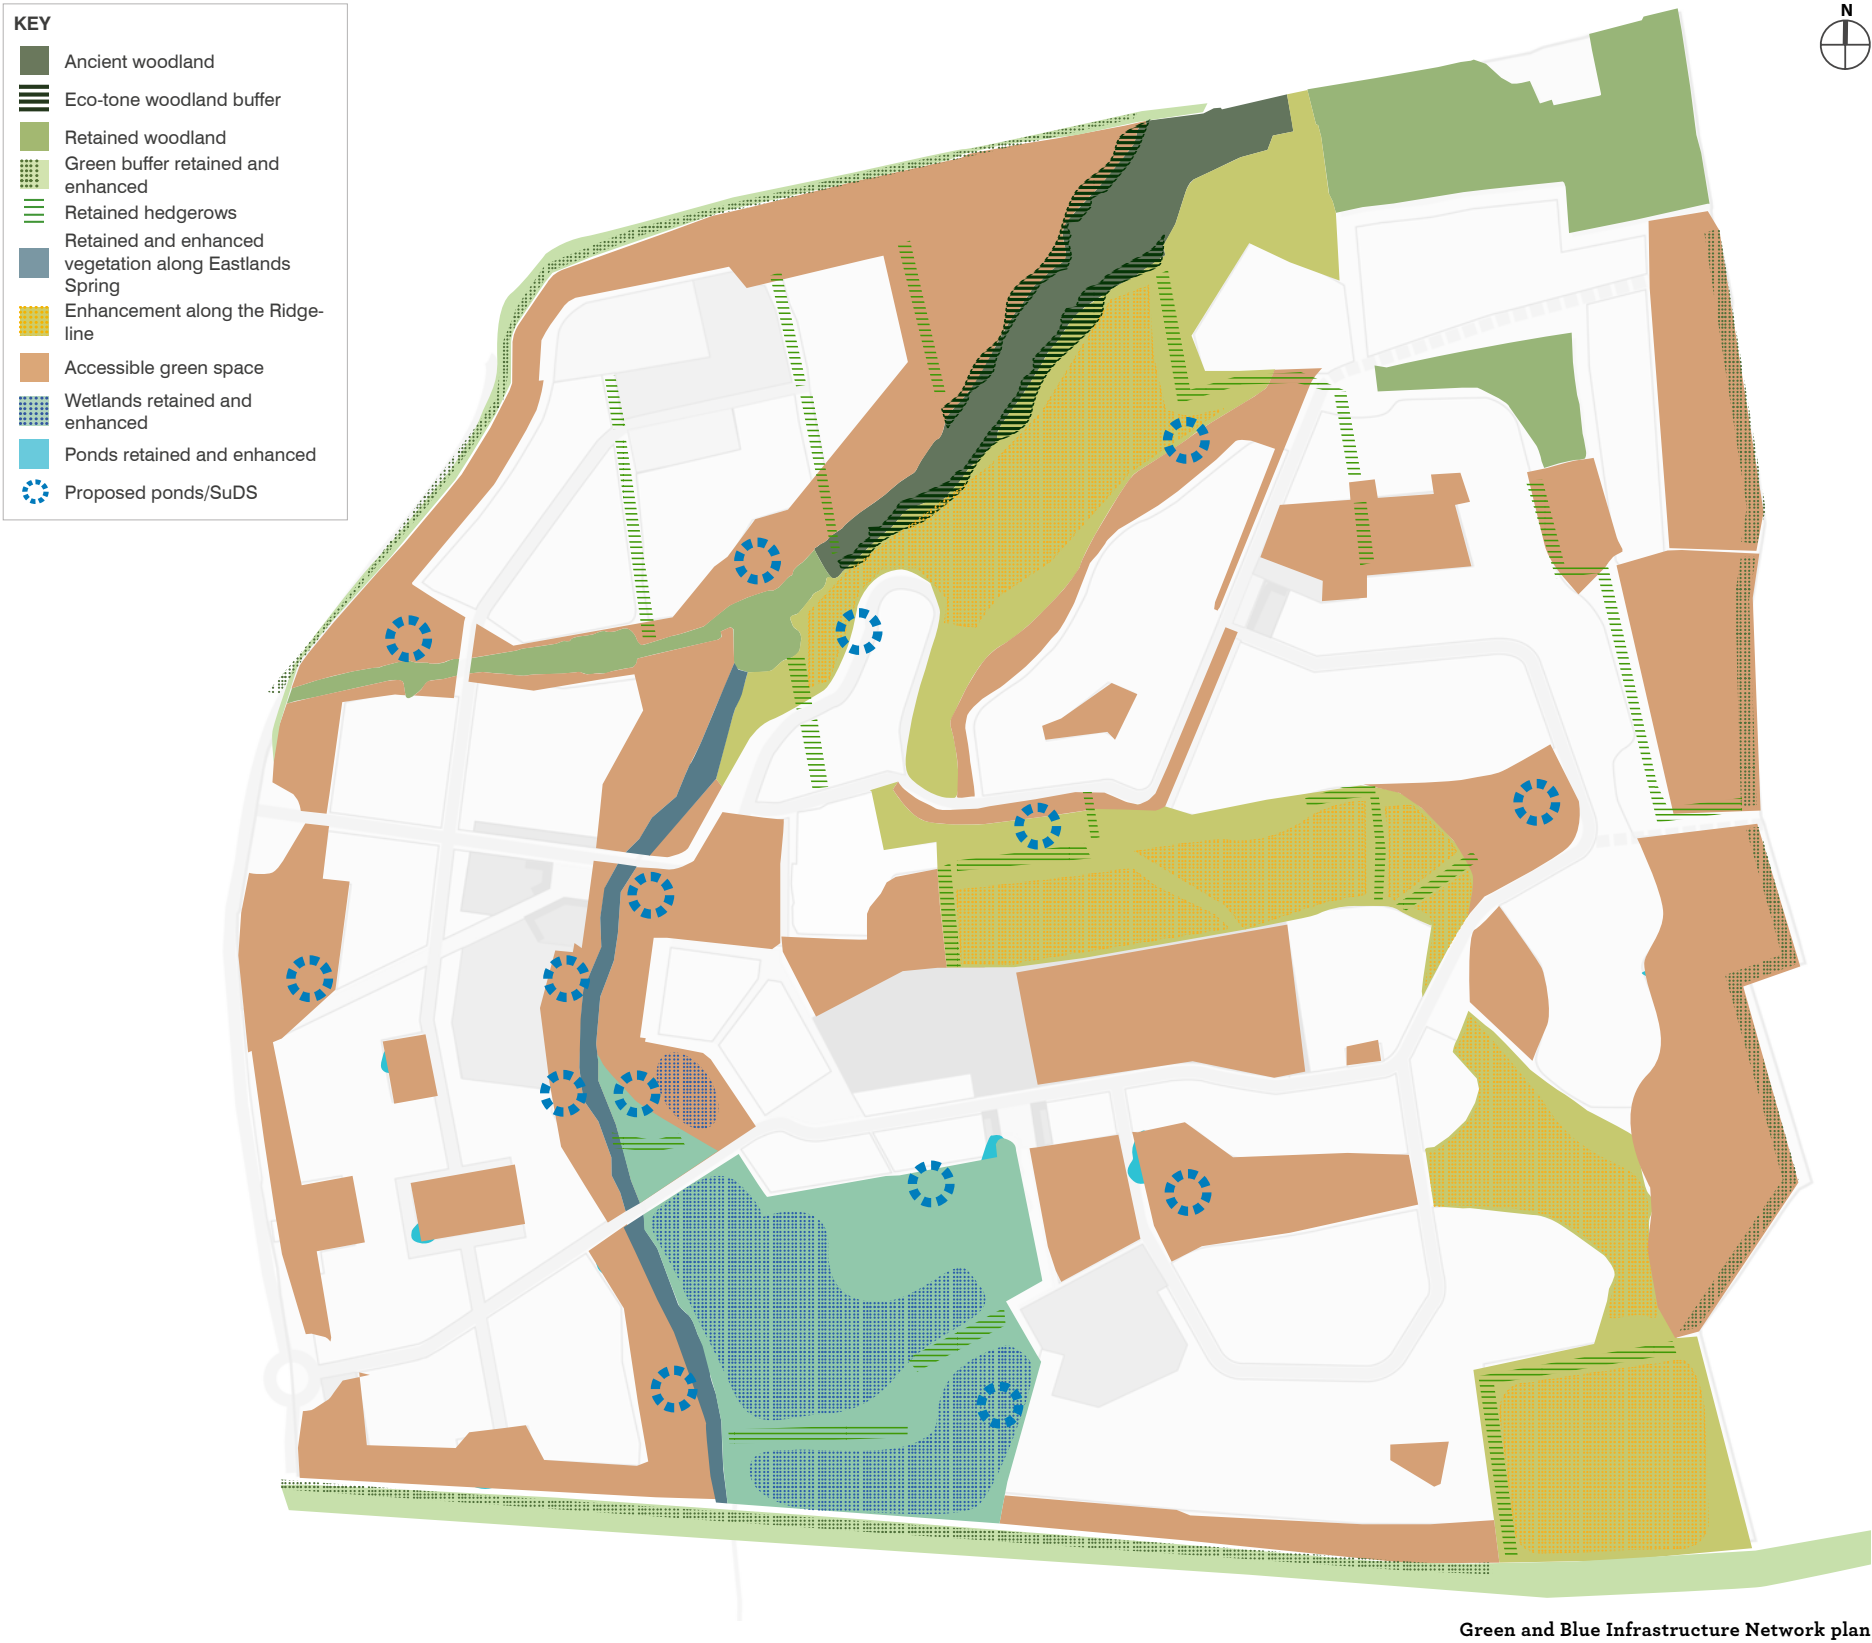 KEY
Ancient woodland
Eco-tone woodland buffer
Retained woodland
Green buffer retained and
enhanced
Retained hedgerows
Retained and enhanced
vegetation along Eastlands
Spring
Enhancement along the Ridge-
line
Accessible green space
Wetlands retained and
enhanced
Ponds retained and enhanced
Proposed ponds/SuDS
N
Green and Blue Infrastructure Network plan